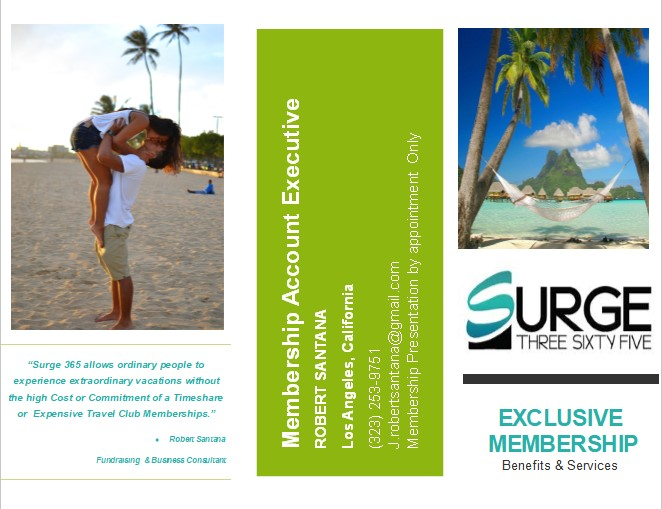 “Surge 365 allows ordinary people to
experience extraordinary vacations without
the high Cost or Commitment of a Timeshare
or Expensive Travel Club Memberships.”
• Robert Santana
Fundraising & Business Consultant
Membership Account Executive
ROBERT SANTANA
Los Angeles, California
(323) 253-9751
J.robertsantana@gmail.com
Membership Presentation by appointment Only
SURGE
THREE SIXTY FIVE
EXCLUSIVE
MEMBERSHIP
Benefits & Services